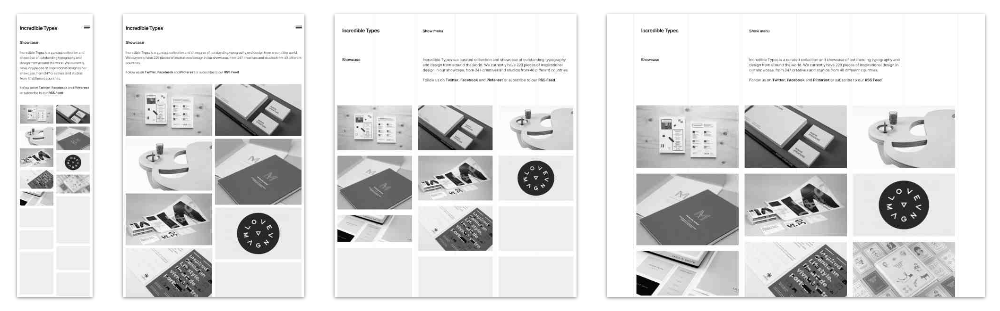 Incredible Types
Showcase
Incredible Types is a curated collection and
showcase of outstanding typography and
design from around the world. We currently
have 229 pieces of inspirational design in our
showcase, from 247 creatives and studios
from 40 different countries.
Follow us on Twitter, Facebook and Pinterest
or subscribe to our RSS Feed
Incredible Types
Showcase
Incredible Types is a curated collection and showcase of outstanding typography and design from around the world.
We currently have 229 pieces of inspirational design in our showcase, from 247 creatives and studios from 40 different
countries.
Follow us on Twitter, Facebook and Pinterest or subscribe to our RSS Feed
MLOVEVNGA
Incredible Types
Show menu
Showcase
Incredible Types is a curated collection and showcase of outstanding typography
and design from around the world. We currently have 229 pieces of inspirational
design in our showcase, from 247 creatives and studios from 40 different countries.
Follow us on Twitter, Facebook and Pinterest or subscribe to our RSS Feed
MLOVEVNGA
Incredible Types
Show menu
Showcase
Incredible Types is a curated collection and showcase of outstanding typography and
design from around the world. We currently have 229 pieces of inspirational design in
our showcase, from 247 creatives and studios from 40 different countries.
Follow us on Twitter, Facebook and Pinterest or subscribe to our RSS Feed
MLOVEVNGA